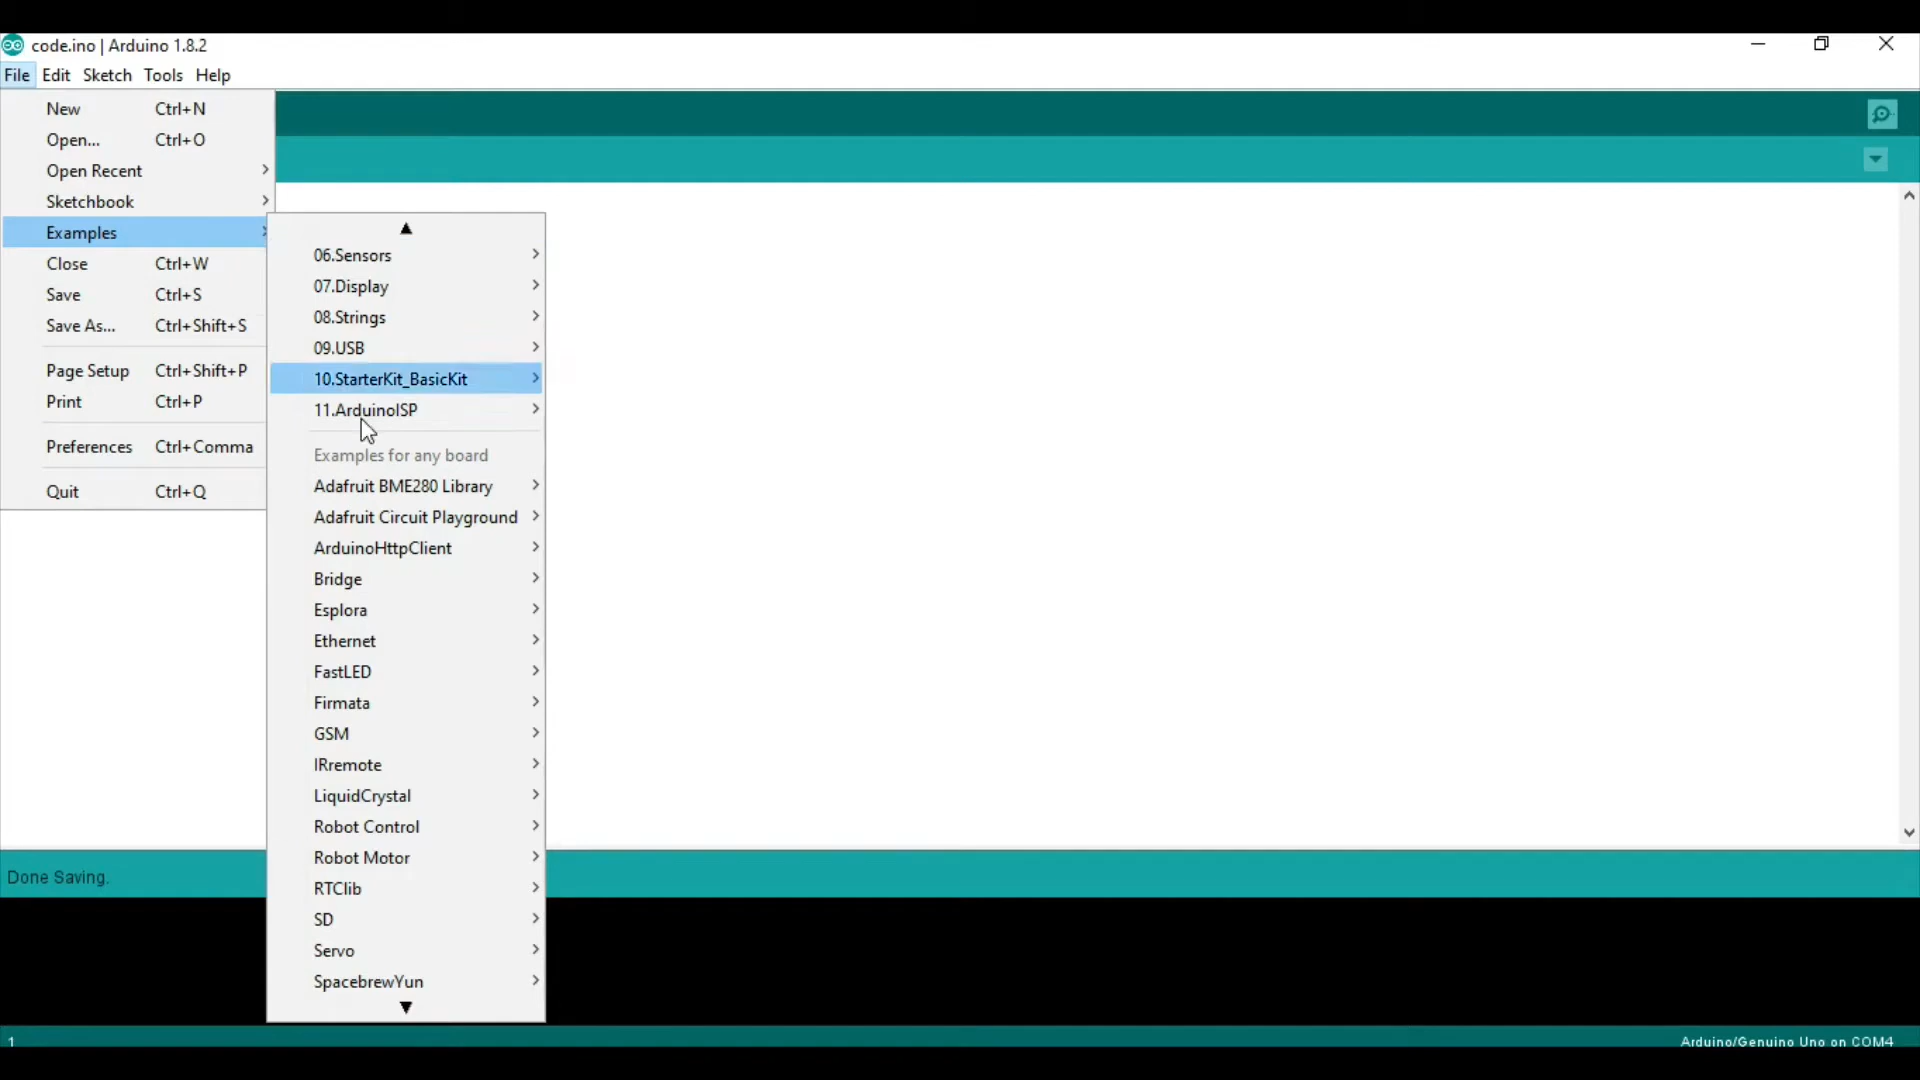 code.ino | Arduino 1.8.2
File Edit Sketch Tools Help
New Ctrl+N
Open... Ctrl+O
Open Recent
Sketchbook
Examples
Close Ctrl+W
Save Ctrl+S
Save As... Ctrl+Shift+S
Page Setup Ctrl+Shift+P
Print Ctrl+P
Preferences Ctrl+Comma
Quit Ctrl+Q
06.Sensors
07.Display
08.Strings
09.USB
10.StarterKit_BasicKit
11.ArduinoISP
Examples for any board
Adafruit BME280 Library
Adafruit Circuit Playground
ArduinoHttpClient
Bridge
Esplora
Ethernet
FastLED
Firmata
GSM
IRremote
LiquidCrystal
Robot Control
Robot Motor
RTClib
SD
Servo
SpacebrewYun
Done Saving.
1
Arduino/Genuino Uno on COM4